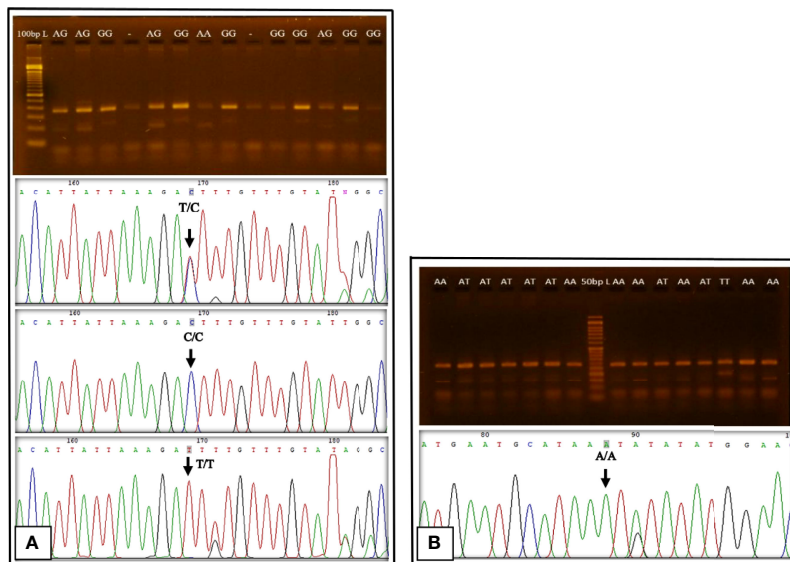 100bp L AG AG GG - AG GG AA GG - GG GG AG GG GG
160 170 180
A C A T T A T T A A A G A C T T T G T T T G T A T N G G C
T/C
160 170 180
A C A T T A T T A A A G A C T T T G T T T G T A T T G G C
C/C
160 170 180
A C A T T A T T A A A G A T T T T G T T T G T A T A G G C
T/T
A
AA AT AT AT AT AT AA 50bp L AA AA AT AA AT TT AA AA
80 90
A T G A A T G C A T A A A T A T A T A T G G A A
A/A
B